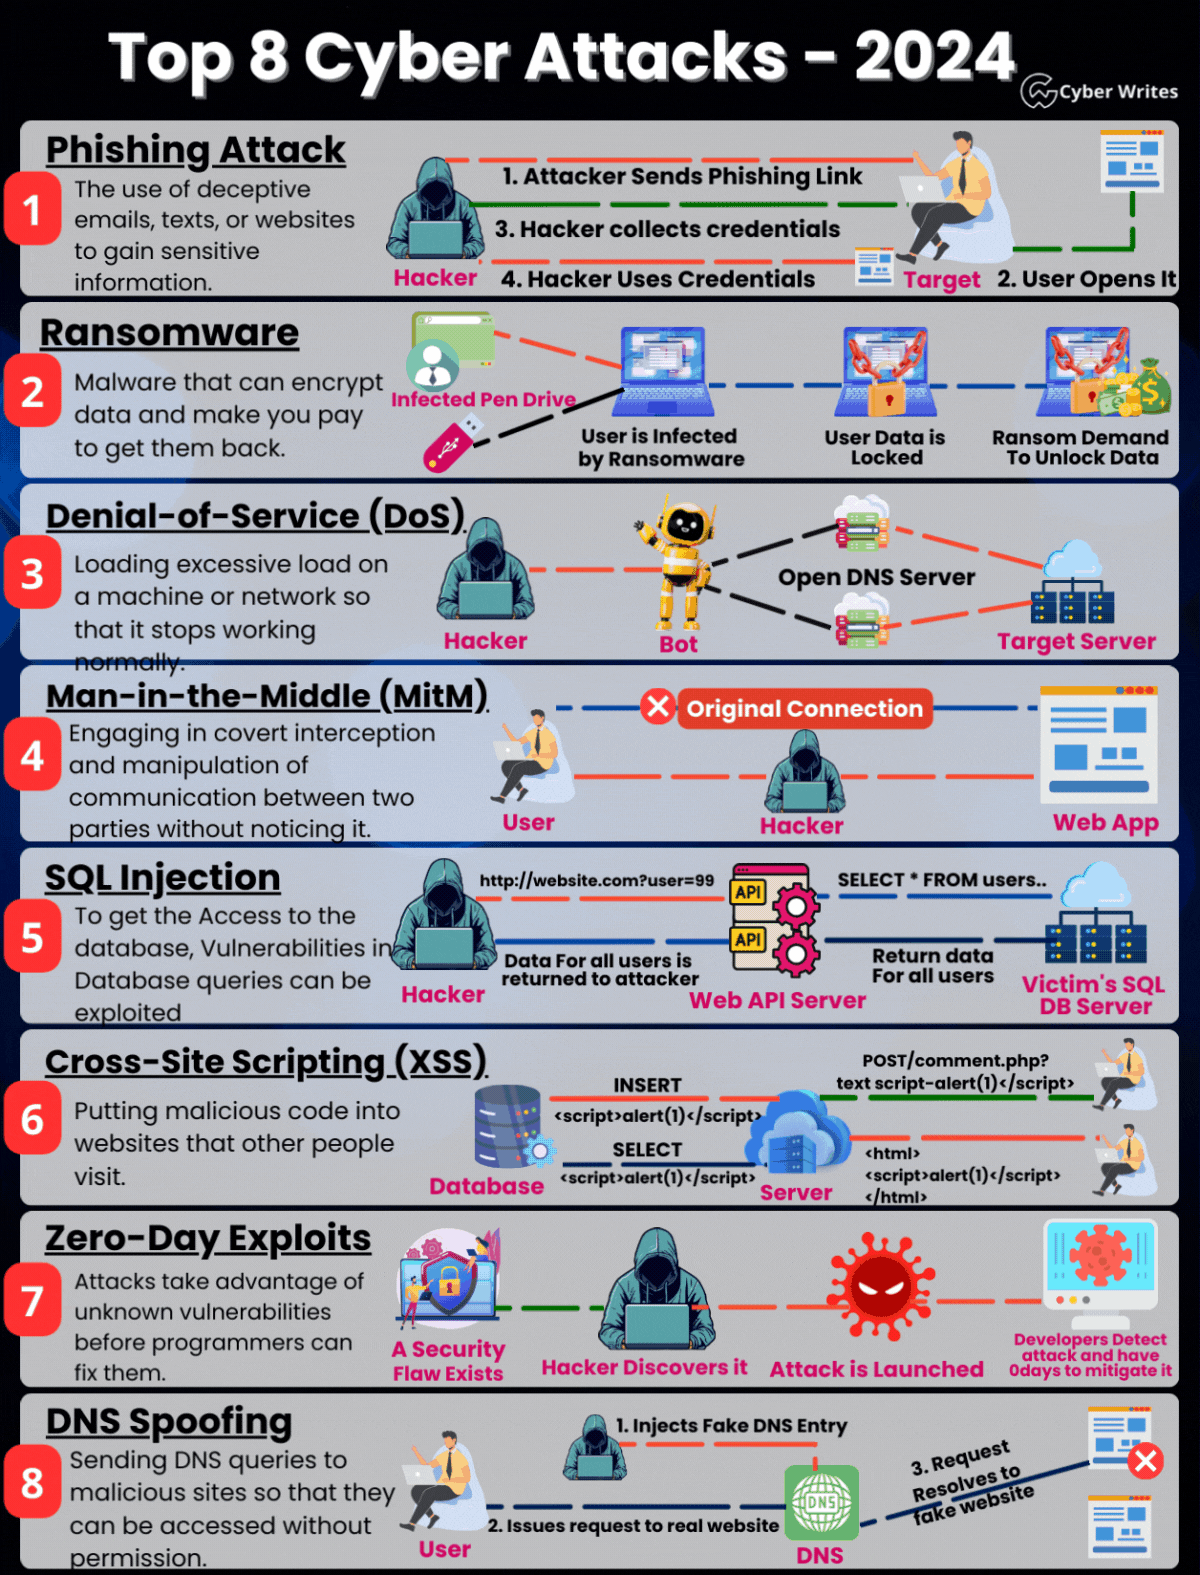 Top 8 Cyber Attacks - 2024
Cyber Writes
Phishing Attack
1
The use of deceptive
emails, texts, or websites
to gain sensitive
information.
1. Attacker Sends Phishing Link
3. Hacker collects credentials
Hacker
4. Hacker Uses Credentials
Target
2. User Opens It
Ransomware
2
Malware that can encrypt
data and make you pay
to get them back.
Infected Pen Drive
User is Infected
by Ransomware
User Data is
Locked
Ransom Demand
To Unlock Data
Denial-of-Service (DoS)
3
Loading excessive load on
a machine or network so
that it stops working
normally.
Hacker
Bot
Open DNS Server
Target Server
Man-in-the-Middle (MitM)
4
Engaging in covert interception
and manipulation of
communication between two
parties without noticing it.
Original Connection
User
Hacker
Web App
SQL Injection
5
To get the Access to the
database, Vulnerabilities in
Database queries can be
exploited
http://website.com?user=99
API
API
SELECT * FROM users..
Data For all users is
returned to attacker
Return data
For all users
Hacker
Web API Server
Victim's SQL
DB Server
Cross-Site Scripting (XSS)
6
Putting malicious code into
websites that other people
visit.
INSERT
<script>alert(1)</script>
SELECT
<script>alert(1)</script>
Database
Server
POST/comment.php?
text script-alert(1)</script>
<html>
<script>alert(1)</script>
</html>
Zero-Day Exploits
7
Attacks take advantage of
unknown vulnerabilities
before programmers can
fix them.
A Security
Flaw Exists
Hacker Discovers it
Attack is Launched
Developers Detect
attack and have
0days to mitigate it
DNS Spoofing
8
Sending DNS queries to
malicious sites so that they
can be accessed without
permission.
1. Injects Fake DNS Entry
2. Issues request to real website
User
DNS
DNS
3. Request
Resolves to
fake website